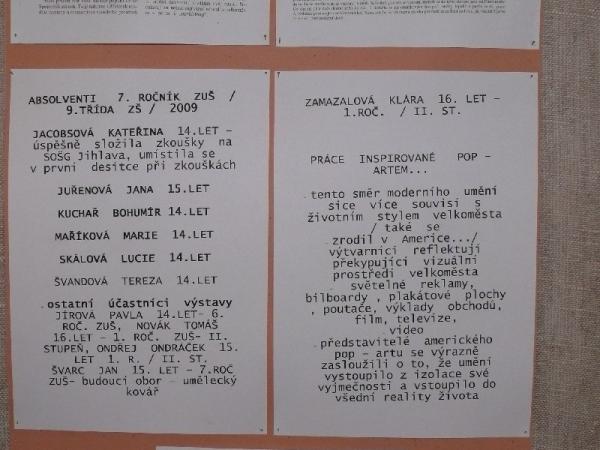 ABSOLVENTI 7. ROČNÍK ZUŠ /
9.TŘÍDA ZŠ / 2009
JACOBSOVÁ KATEŘINA 14.LET –
úspěšně složila zkoušky na
SOŠG Jihlava, umístila se
v první desítce při zkouškách
JUŘENOVÁ JANA 15.LET
KUCHAŘ BOHUMÍR 14.LET
MAŘÍKOVÁ MARIE 14.LET
SKÁLOVÁ LUCIE 14.LET
ŠVANDOVÁ TEREZA 14.LET
.ostatní účastníci výstavy
JÍROVÁ PAVLA 14.LET- 6.
ROČ. ZUŠ, NOVÁK TOMÁŠ
16.LET – 1. ROČ. ZUŠ- II.
STUPEŇ, ONDŘEJ ONDRÁČEK 15.
LET 1. R. / II. ST.
ŠVARC JAN 15. LET – 7.ROČ
ZUŠ- budoucí obor – umělecký
kovář
ZAMAZALOVÁ KLÁRA 16. LET –
1.ROČ. / II. ST.
PRÁCE INSPIROVANÉ POP –
ARTEM...
.tento směr moderního umění
sice více souvisí s
životním stylem velkoměsta
/ také se
zrodil v Americe.../
výtvarníci reflektují
překypující vizuální
prostředí velkoměsta
. světelné reklamy,
bilboardy , plakátové plochy
, poutače, výklady obchodů,
film, televize,
video
.představitelé amerického
pop – artu se výrazně
zasloužili o to, že umění
vystoupilo z izolace své
výjmečnosti a vstoupilo do
všední reality života